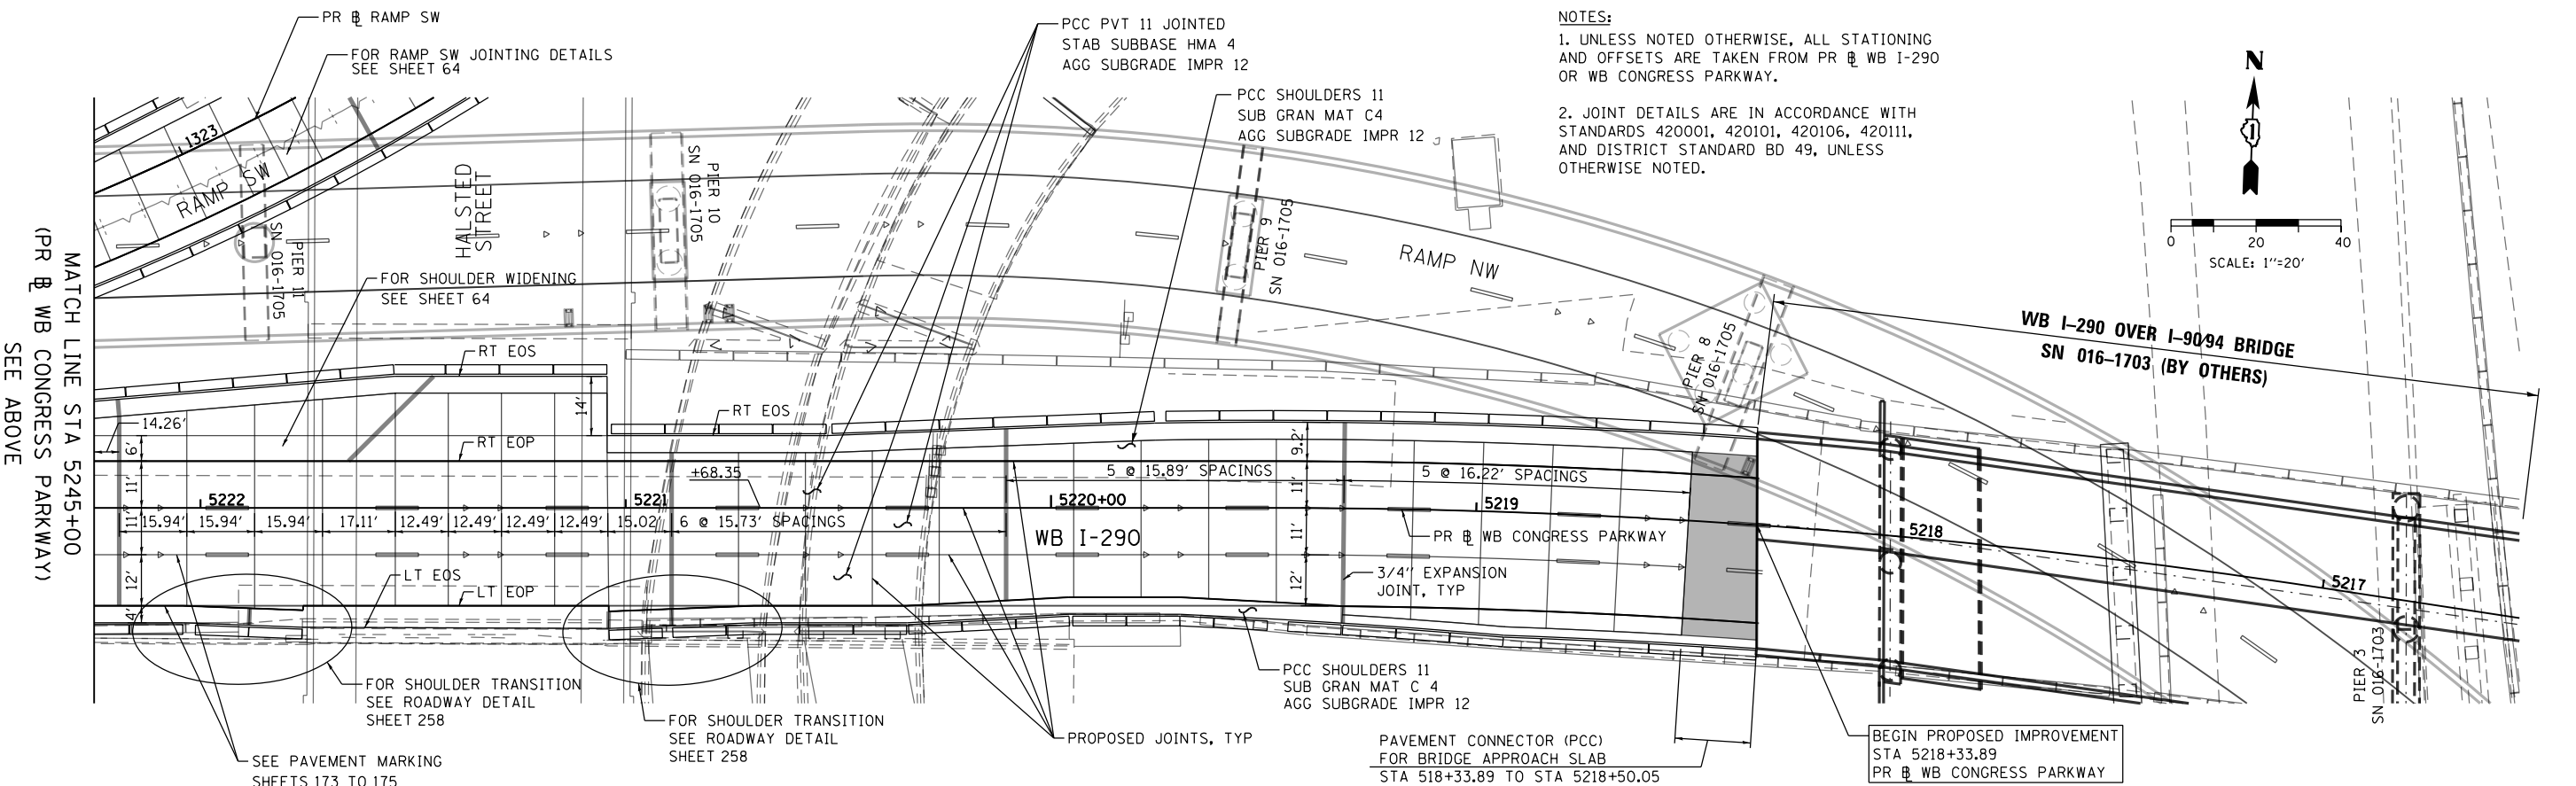 PR ⅊ RAMP SW
FOR RAMP SW JOINTING DETAILS
SEE SHEET 64
1323
RAMP SW
HALSTED
STREET
PIER 11
SN 016-1705
PIER 10
SN 016-1705
PCC PVT 11 JOINTED
STAB SUBBASE HMA 4
AGG SUBGRADE IMPR 12
PCC SHOULDERS 11
SUB GRAN MAT C4
AGG SUBGRADE IMPR 12
NOTES:
1. UNLESS NOTED OTHERWISE, ALL STATIONING
AND OFFSETS ARE TAKEN FROM PR ⅊ WB I-290
OR WB CONGRESS PARKWAY.
2. JOINT DETAILS ARE IN ACCORDANCE WITH
STANDARDS 420001, 420101, 420106, 420111,
AND DISTRICT STANDARD BD 49, UNLESS
OTHERWISE NOTED.
N
1
0 20 40
SCALE: 1''=20'
PIER 9
SN 016-1705
RAMP NW
PIER 8
SN 016-1705
WB I-290 OVER I-90/94 BRIDGE
SN 016-1703 (BY OTHERS)
MATCH LINE STA 5245+00
(PR ⅊ WB CONGRESS PARKWAY)
SEE ABOVE
FOR SHOULDER WIDENING
SEE SHEET 64
RT EOS
14'
RT EOS
14.26'
6'
RT EOP
9.2'
+68.35
5 @ 15.89' SPACINGS
5 @ 16.22' SPACINGS
11'
11'
5222
5221
5220+00
5219
5218
5217
11'
15.94' 15.94' 15.94' 17.11' 12.49' 12.49' 12.49' 12.49' 15.02' 6 @ 15.73' SPACINGS
11'
WB I-290
PR ⅊ WB CONGRESS PARKWAY
12'
LT EOS
LT EOP
12'
3/4'' EXPANSION
JOINT, TYP
4'
PIER 3
SN 016-1703
FOR SHOULDER TRANSITION
SEE ROADWAY DETAIL
SHEET 258
FOR SHOULDER TRANSITION
SEE ROADWAY DETAIL
SHEET 258
PCC SHOULDERS 11
SUB GRAN MAT C 4
AGG SUBGRADE IMPR 12
PROPOSED JOINTS, TYP
SEE PAVEMENT MARKING
SHEETS 173 TO 175
PAVEMENT CONNECTOR (PCC)
FOR BRIDGE APPROACH SLAB
STA 518+33.89 TO STA 5218+50.05
BEGIN PROPOSED IMPROVEMENT
STA 5218+33.89
PR ⅊ WB CONGRESS PARKWAY